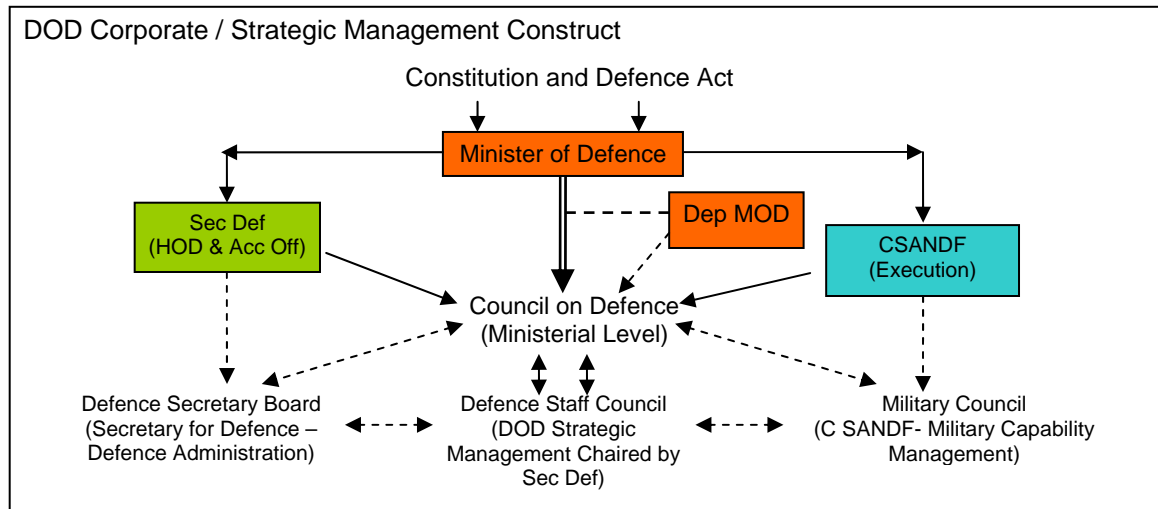 DOD Corporate / Strategic Management Construct
Constitution and Defence Act
Minister of Defence
Sec Def
(HOD & Acc Off)
Dep MOD
CSANDF
(Execution)
Council on Defence
(Ministerial Level)
Defence Secretary Board
(Secretary for Defence –
Defence Administration)
Defence Staff Council
(DOD Strategic
Management Chaired by
Sec Def)
Military Council
(C SANDF- Military Capability
Management)